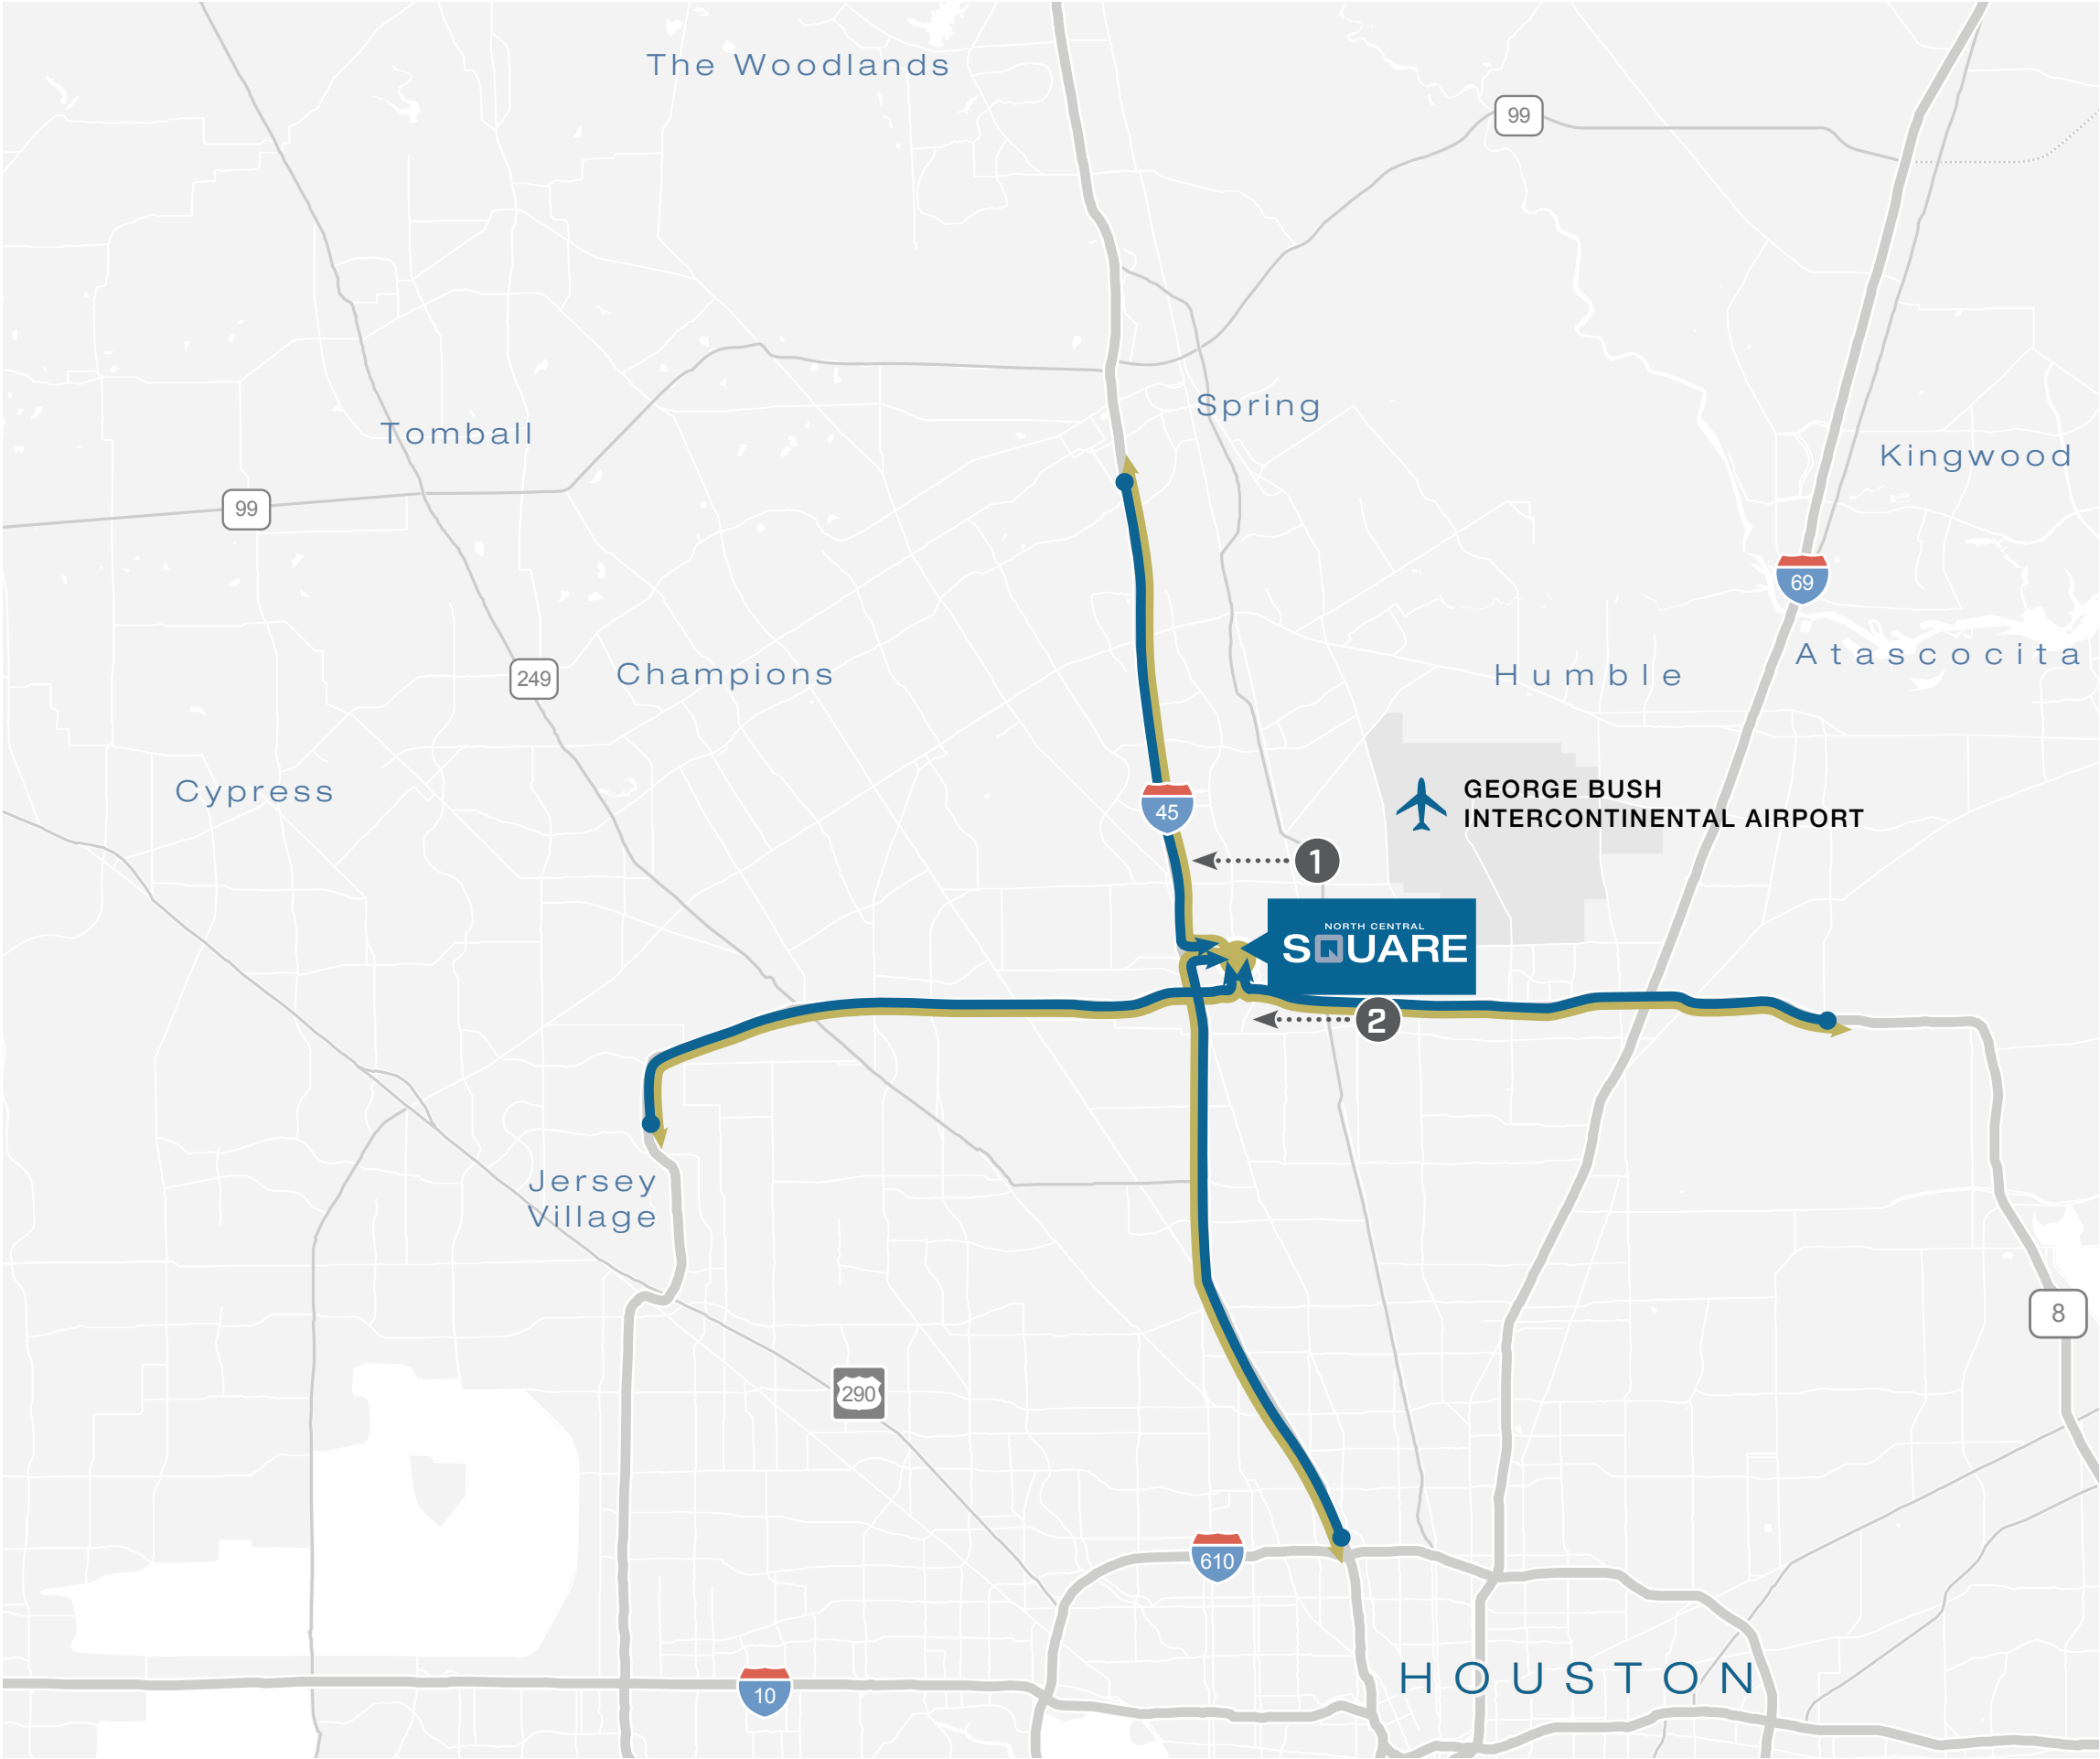 The Woodlands
99
Spring
Tomball
Kingwood
99
69
Atascocita
Humble
Champions
249
Cypress
45
GEORGE BUSH
INTERCONTINENTAL AIRPORT
1
NORTH CENTRAL
SQUARE
2
Jersey
Village
8
290
610
HOUSTON
10